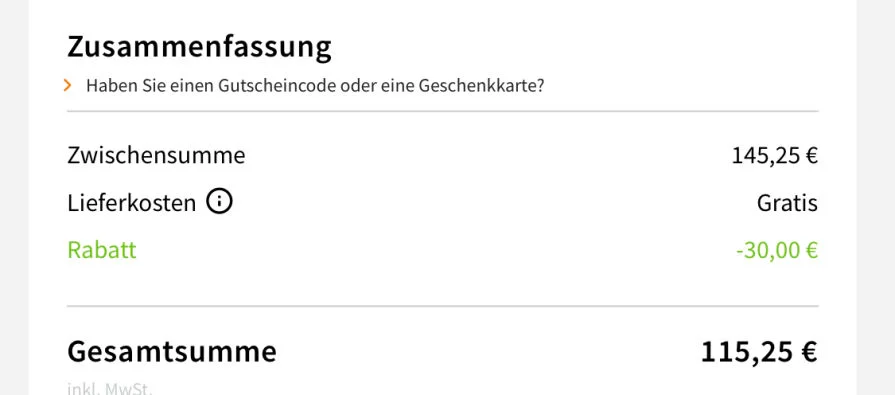 Zusammenfassung
Haben Sie einen Gutscheincode oder eine Geschenkkarte?
Zwischensumme 145,25 €
Lieferkosten Gratis
Rabatt -30,00 €
Gesamtsumme 115,25 €
inkl. MwSt.